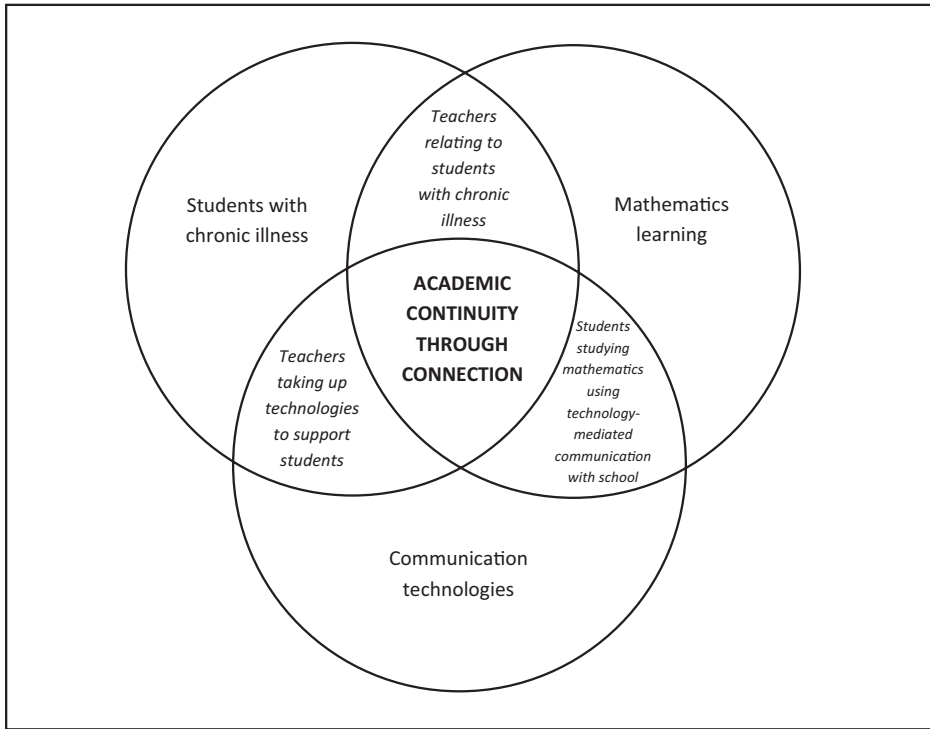 Teachers
relating to
students
with chronic
illness
Students with
chronic illness
Mathematics
learning
ACADEMIC
CONTINUITY
THROUGH
CONNECTION
Teachers
taking up
technologies
to support
students
Students
studying
mathematics
using
technology-
mediated
communication
with school
Communication
technologies